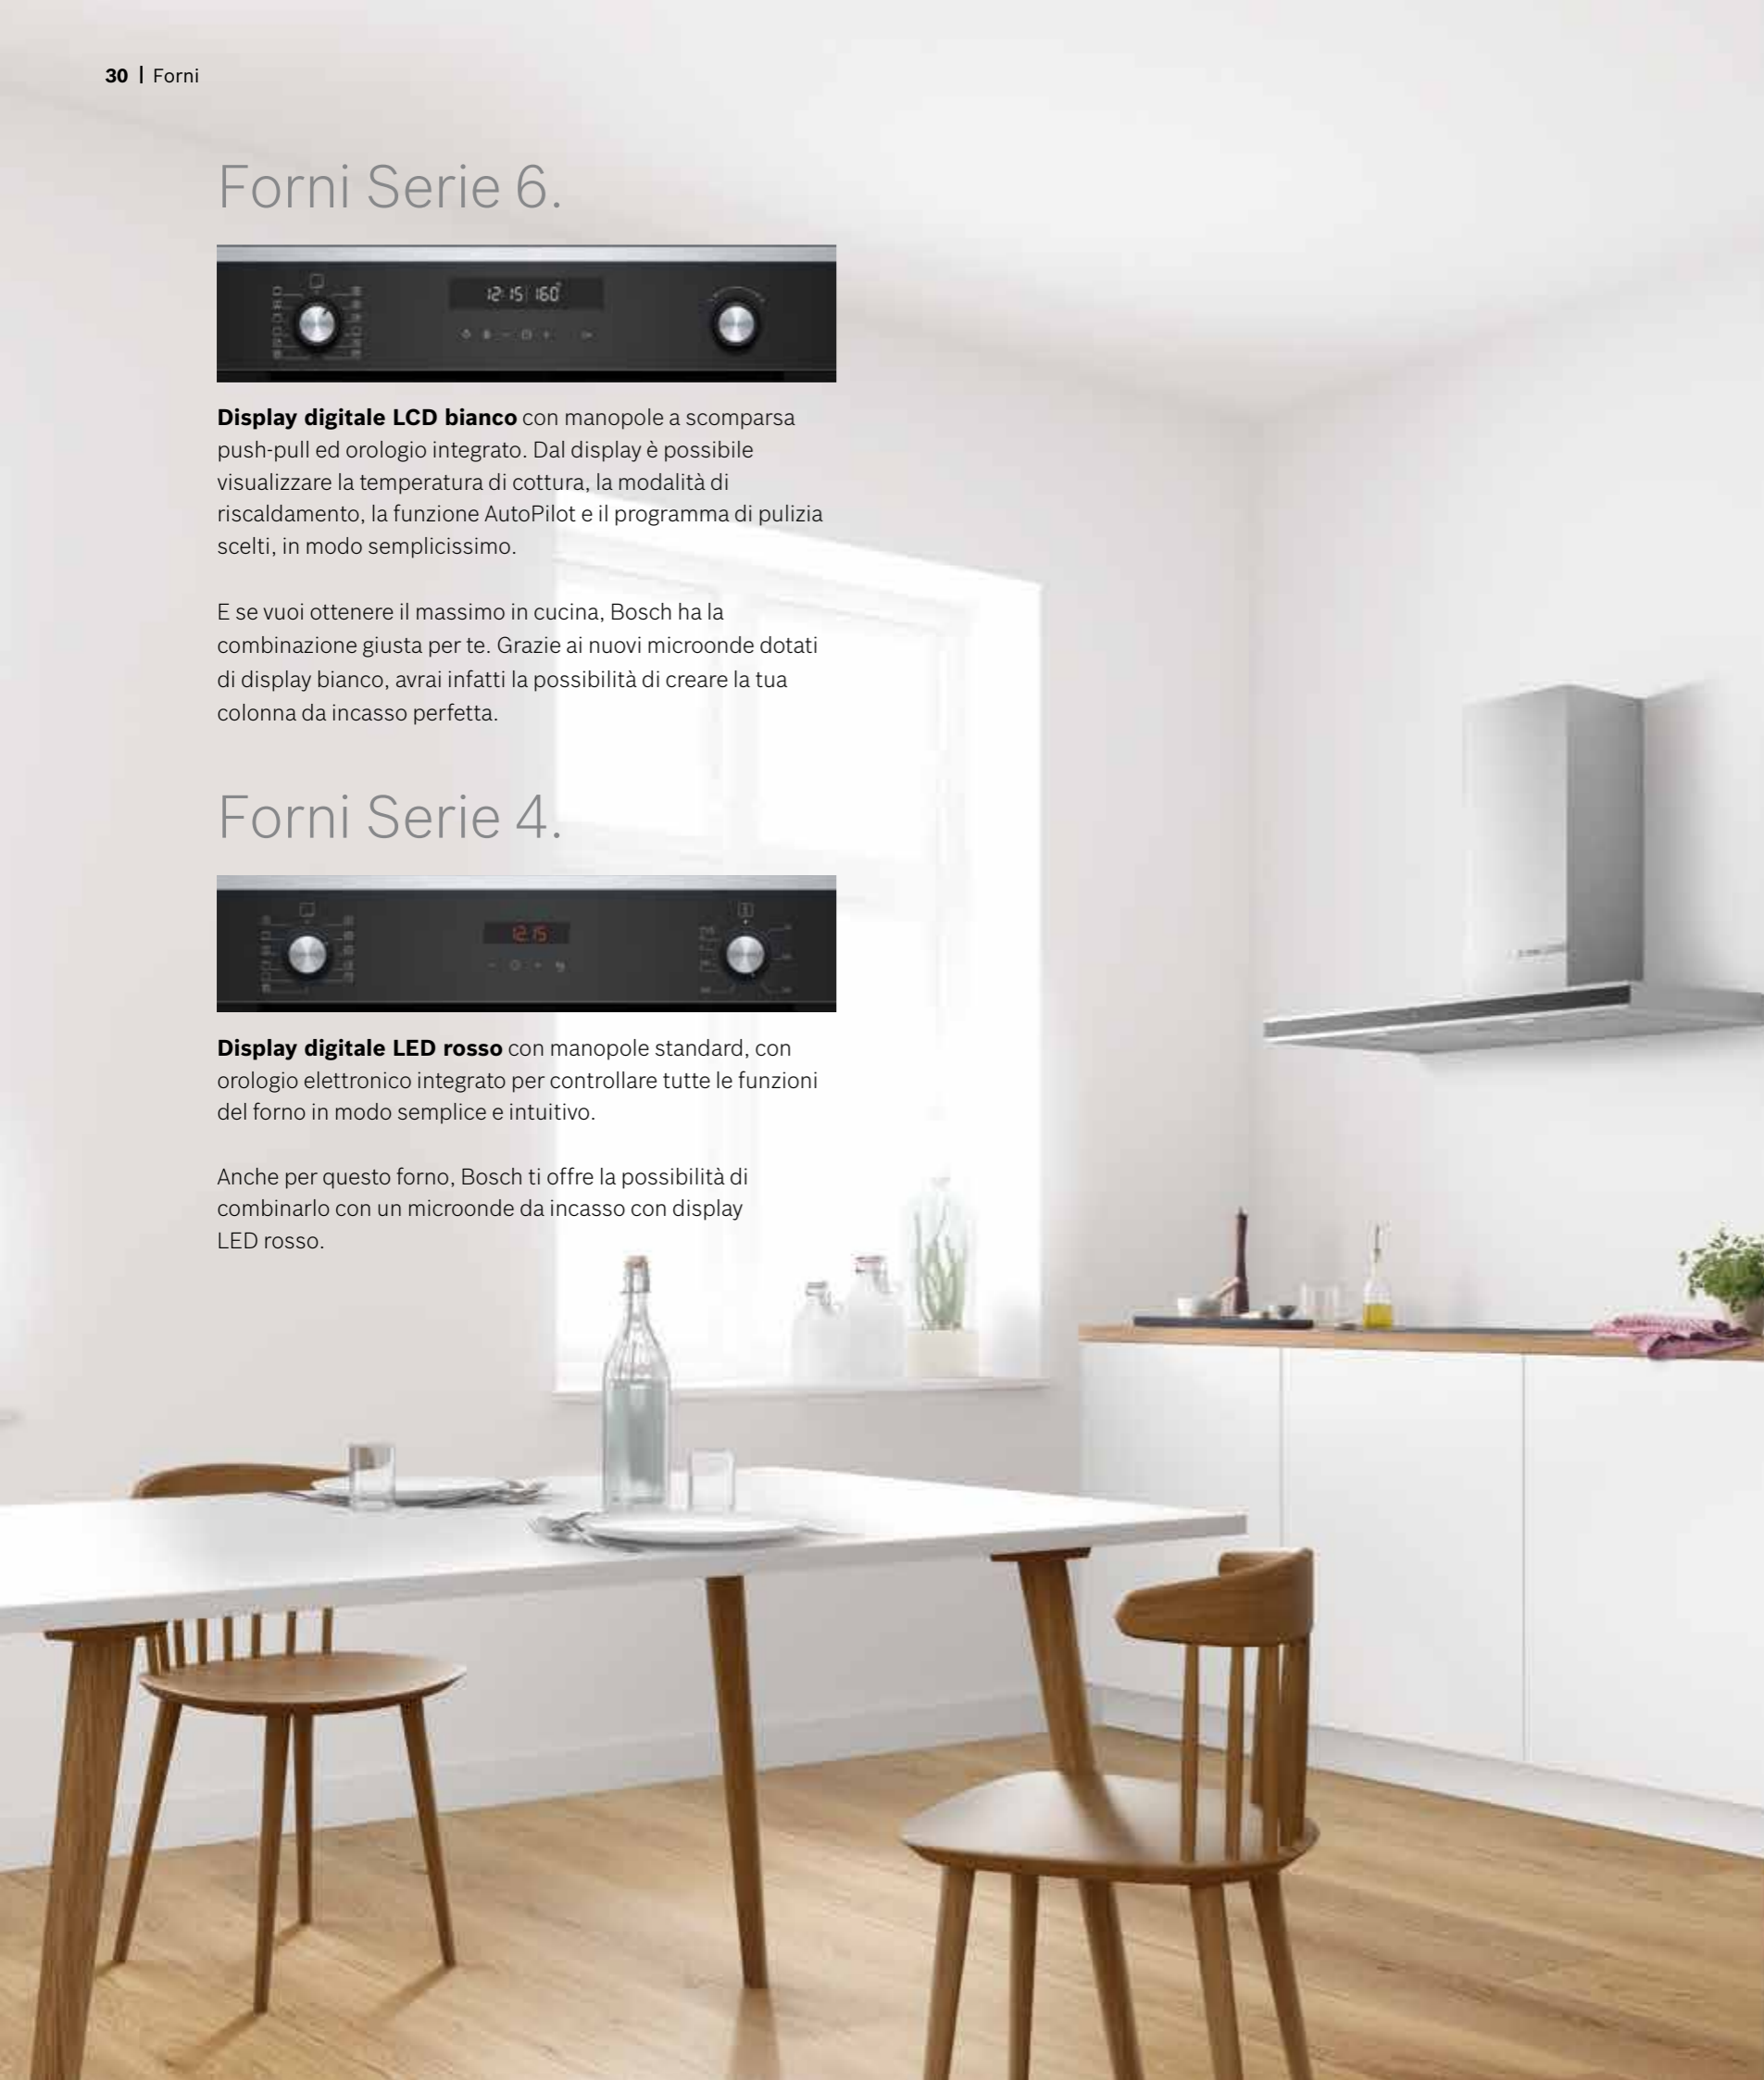 30 | Forni
Forni Serie 6.
12:15 160°
Display digitale LCD bianco con manopole a scomparsa
push-pull ed orologio integrato. Dal display è possibile
visualizzare la temperatura di cottura, la modalità di
riscaldamento, la funzione AutoPilot e il programma di pulizia
scelti, in modo semplicissimo.
E se vuoi ottenere il massimo in cucina, Bosch ha la
combinazione giusta per te. Grazie ai nuovi microonde dotati
di display bianco, avrai infatti la possibilità di creare la tua
colonna da incasso perfetta.
Forni Serie 4.
12:15
Display digitale LED rosso con manopole standard, con
orologio elettronico integrato per controllare tutte le funzioni
del forno in modo semplice e intuitivo.
Anche per questo forno, Bosch ti offre la possibilità di
combinarlo con un microonde da incasso con display
LED rosso.